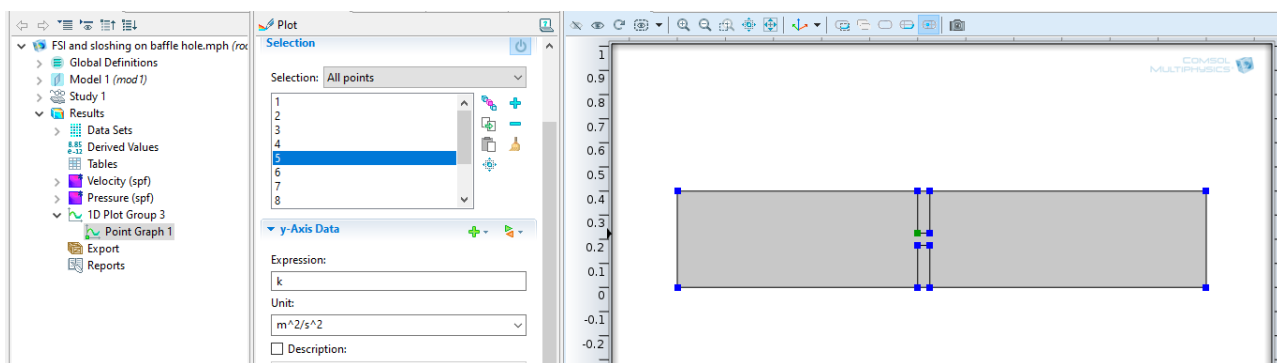 Plot
FSI and sloshing on baffle hole.mph (roo
Global Definitions
Model 1 (mod1)
Study 1
Results
Data Sets
8.85
e-12
Derived Values
Tables
Velocity (spf)
Pressure (spf)
1D Plot Group 3
Point Graph 1
Export
Reports
Selection
Selection: All points
1
2
3
4
5
6
7
8
y-Axis Data
Expression:
k
Unit:
m^2/s^2
Description:
COMSOL
MULTIPHYSICS
1
0.9
0.8
0.7
0.6
0.5
0.4
0.3
0.2
0.1
0
-0.1
-0.2